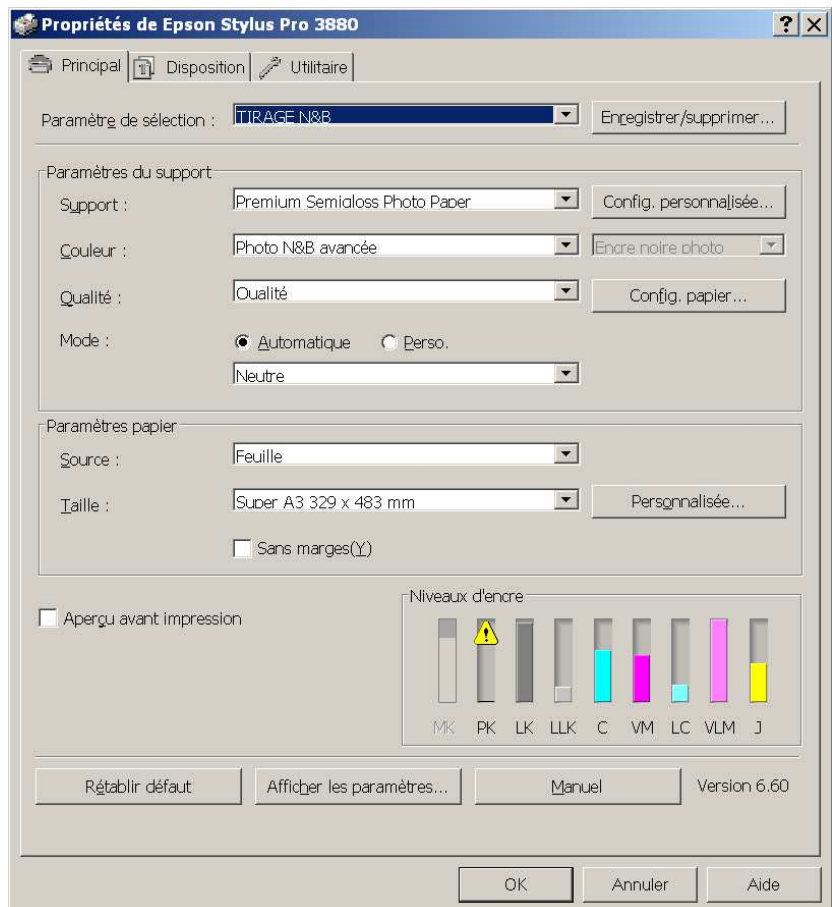 Propriétés de Epson Stylus Pro 3880
Principal Disposition Utilitaire
Paramètre de sélection : TIRAGE N&B Enregistrer/supprimer...
Paramètres du support
Support : Premium Semigloss Photo Paper Config. personnalisée...
Couleur : Photo N&B avancée Encre noire photo
Qualité : Qualité Config. papier...
Mode : Automatique Perso.
Neutre
Paramètres papier
Source : Feuille
Taille : Super A3 329 x 483 mm Personnalisée...
Sans marges(Y)
Niveaux d'encre
Aperçu avant impression
MK PK LK LLK C VM LC VLM J
Rétablir défaut Afficher les paramètres... Manuel Version 6.60
OK Annuler Aide